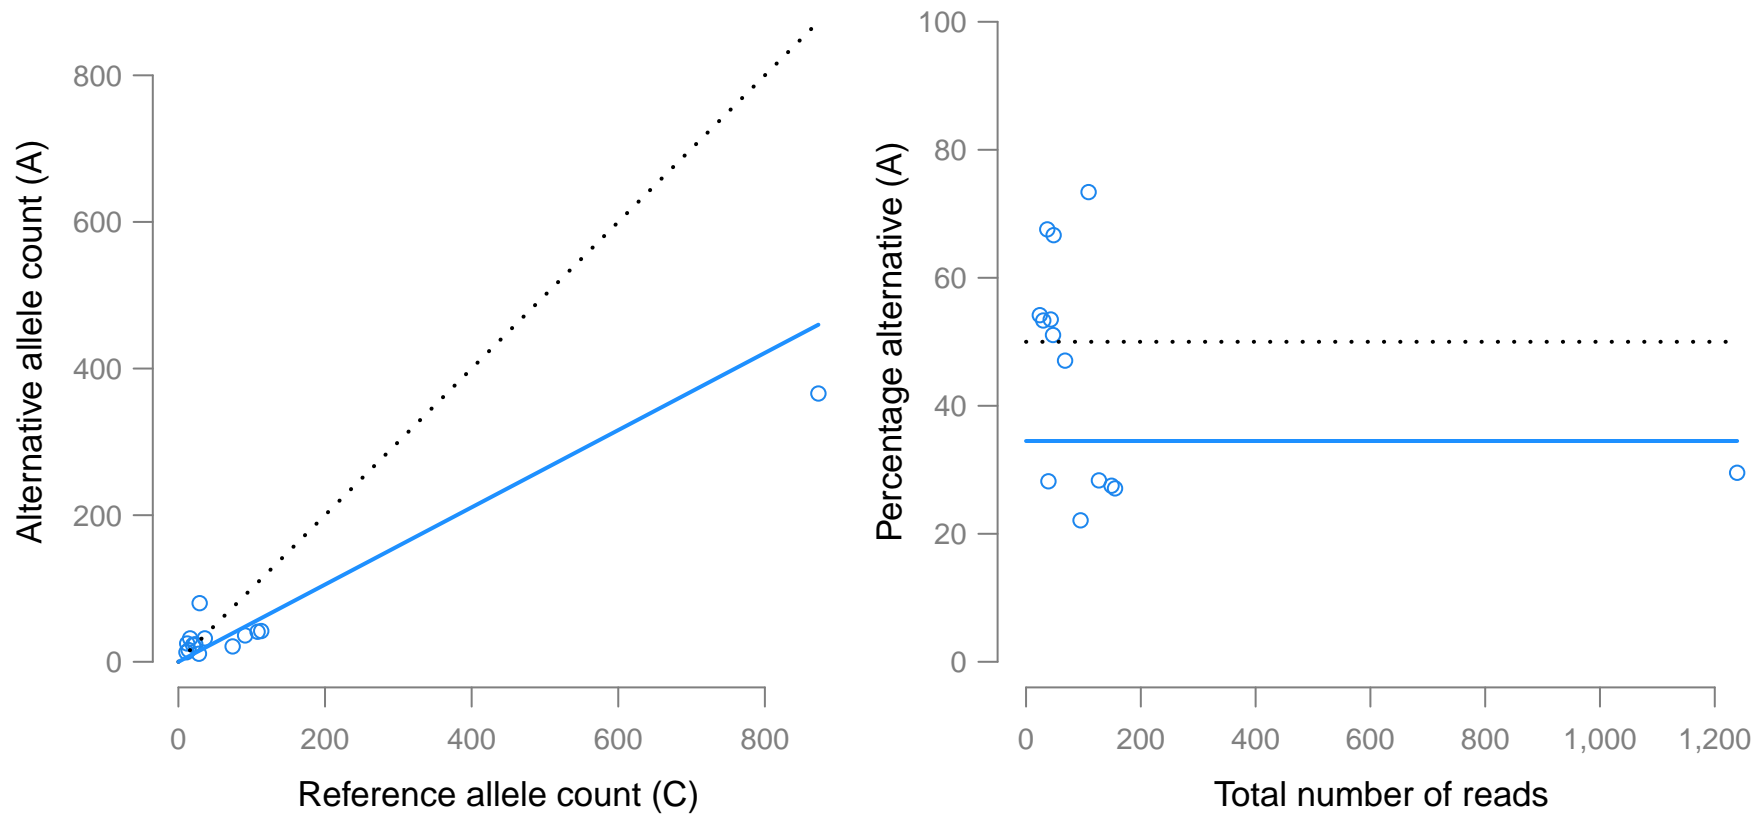 Alternative allele count (A)
800
600
400
200
0
0 200 400 600 800
Reference allele count (C)
Percentage alternative (A)
100
80
60
40
20
0
0 200 400 600 800 1,000 1,200
Total number of reads